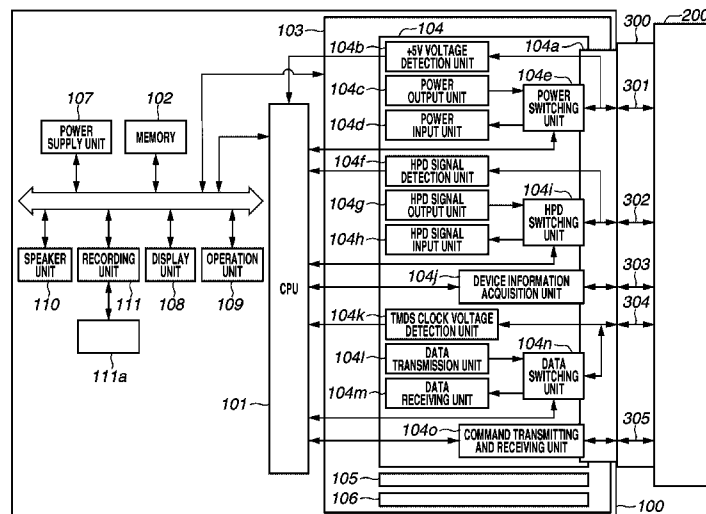 200
103
104
300
104b
+5V VOLTAGE
DETECTION UNIT
104a
104c
POWER
OUTPUT UNIT
104e
107
102
301
POWER
SWITCHING
UNIT
104d
POWER
INPUT UNIT
POWER
SUPPLY UNIT
MEMORY
104f
HPD SIGNAL
DETECTION UNIT
104i
104g
HPD SIGNAL
OUTPUT UNIT
302
HPD
SWITCHING
UNIT
104h
HPD SIGNAL
INPUT UNIT
SPEAKER
UNIT
RECORDING
UNIT
DISPLAY
UNIT
OPERATION
UNIT
110
111
108
109
CPU
104j
DEVICE INFORMATION
ACQUISITION UNIT
303
304
104k
TMDS CLOCK VOLTAGE
DETECTION UNIT
104n
104l
DATA
TRANSMISSION UNIT
DATA
SWITCHING
UNIT
111a
104m
DATA
RECEIVING UNIT
101
104o
COMMAND TRANSMITTING
AND RECEIVING UNIT
305
105
106
100